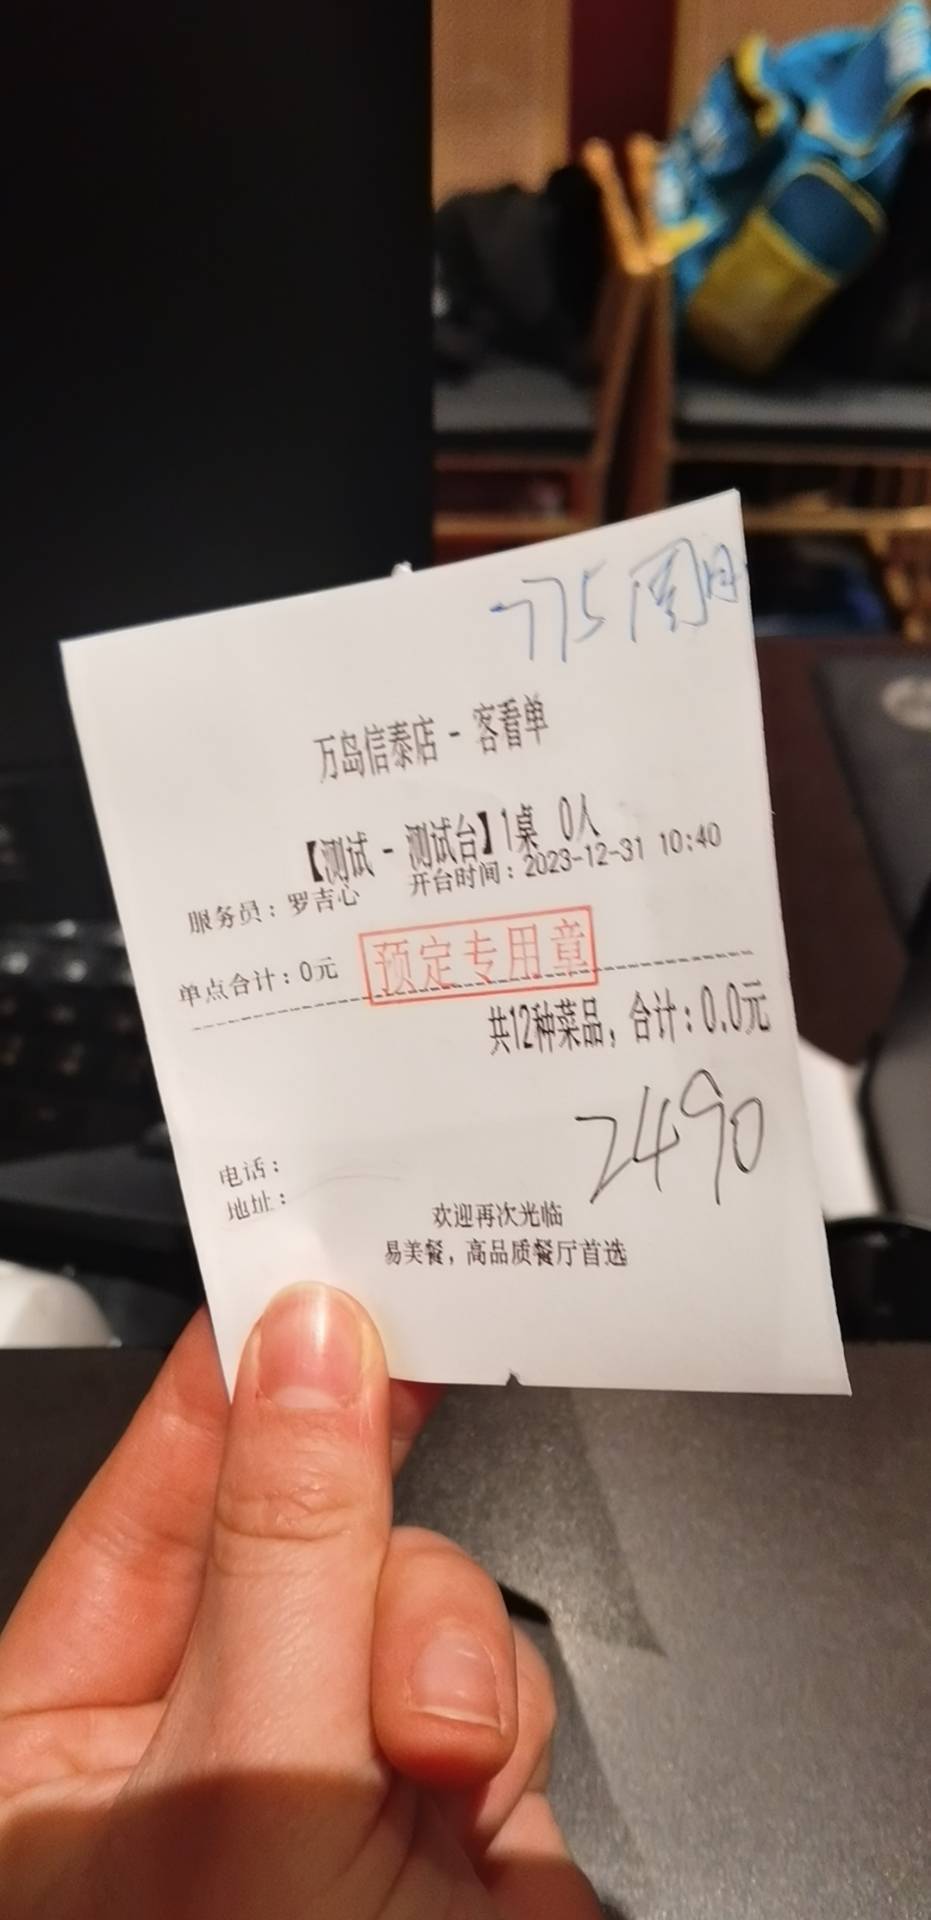 775 周月
万岛信泰店 - 客看单
【测试 - 测试台】1桌 0人
服务员：罗吉心 开台时间：2023-12-31 10:40
单点合计：0元
预定专用章
共12种菜品，合计：0.0元
2490
电话：
地址：
欢迎再次光临
易美餐，高品质餐厅首选